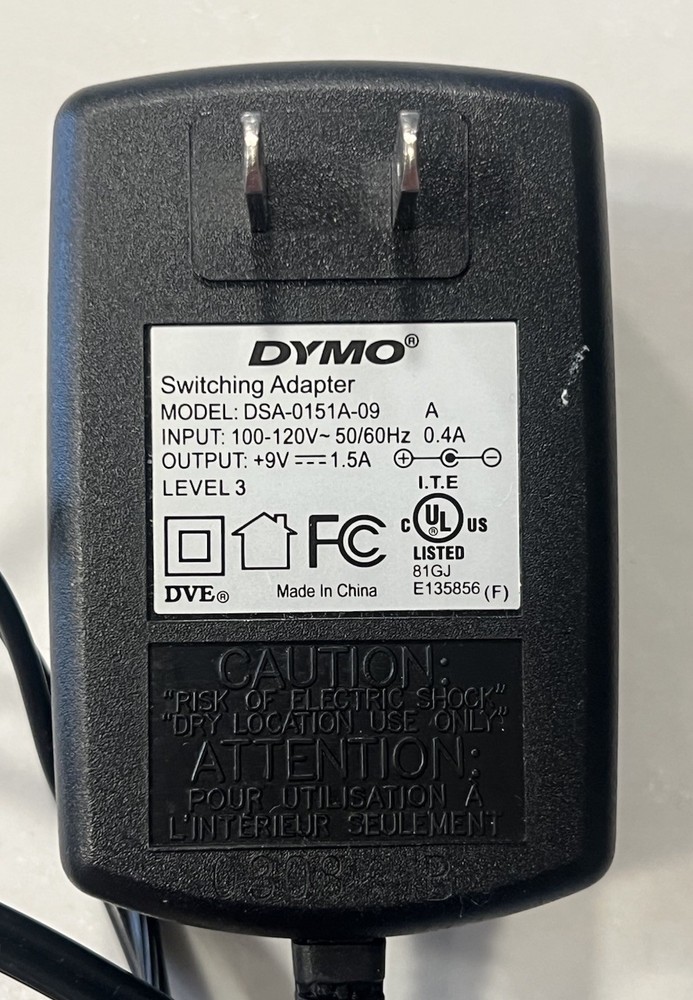 DYMO®
Switching Adapter
MODEL: DSA-0151A-09 A
INPUT: 100-120V~ 50/60Hz 0.4A
OUTPUT: +9V⎓1.5A
LEVEL 3
I.T.E
FC
C UL® US
LISTED
81GJ
E135856 (F)
DVE®
Made In China
CAUTION:
"RISK OF ELECTRIC SHOCK"
"DRY LOCATION USE ONLY"
ATTENTION:
POUR UTILISATION À
L'INTÉRIEUR SEULEMENT